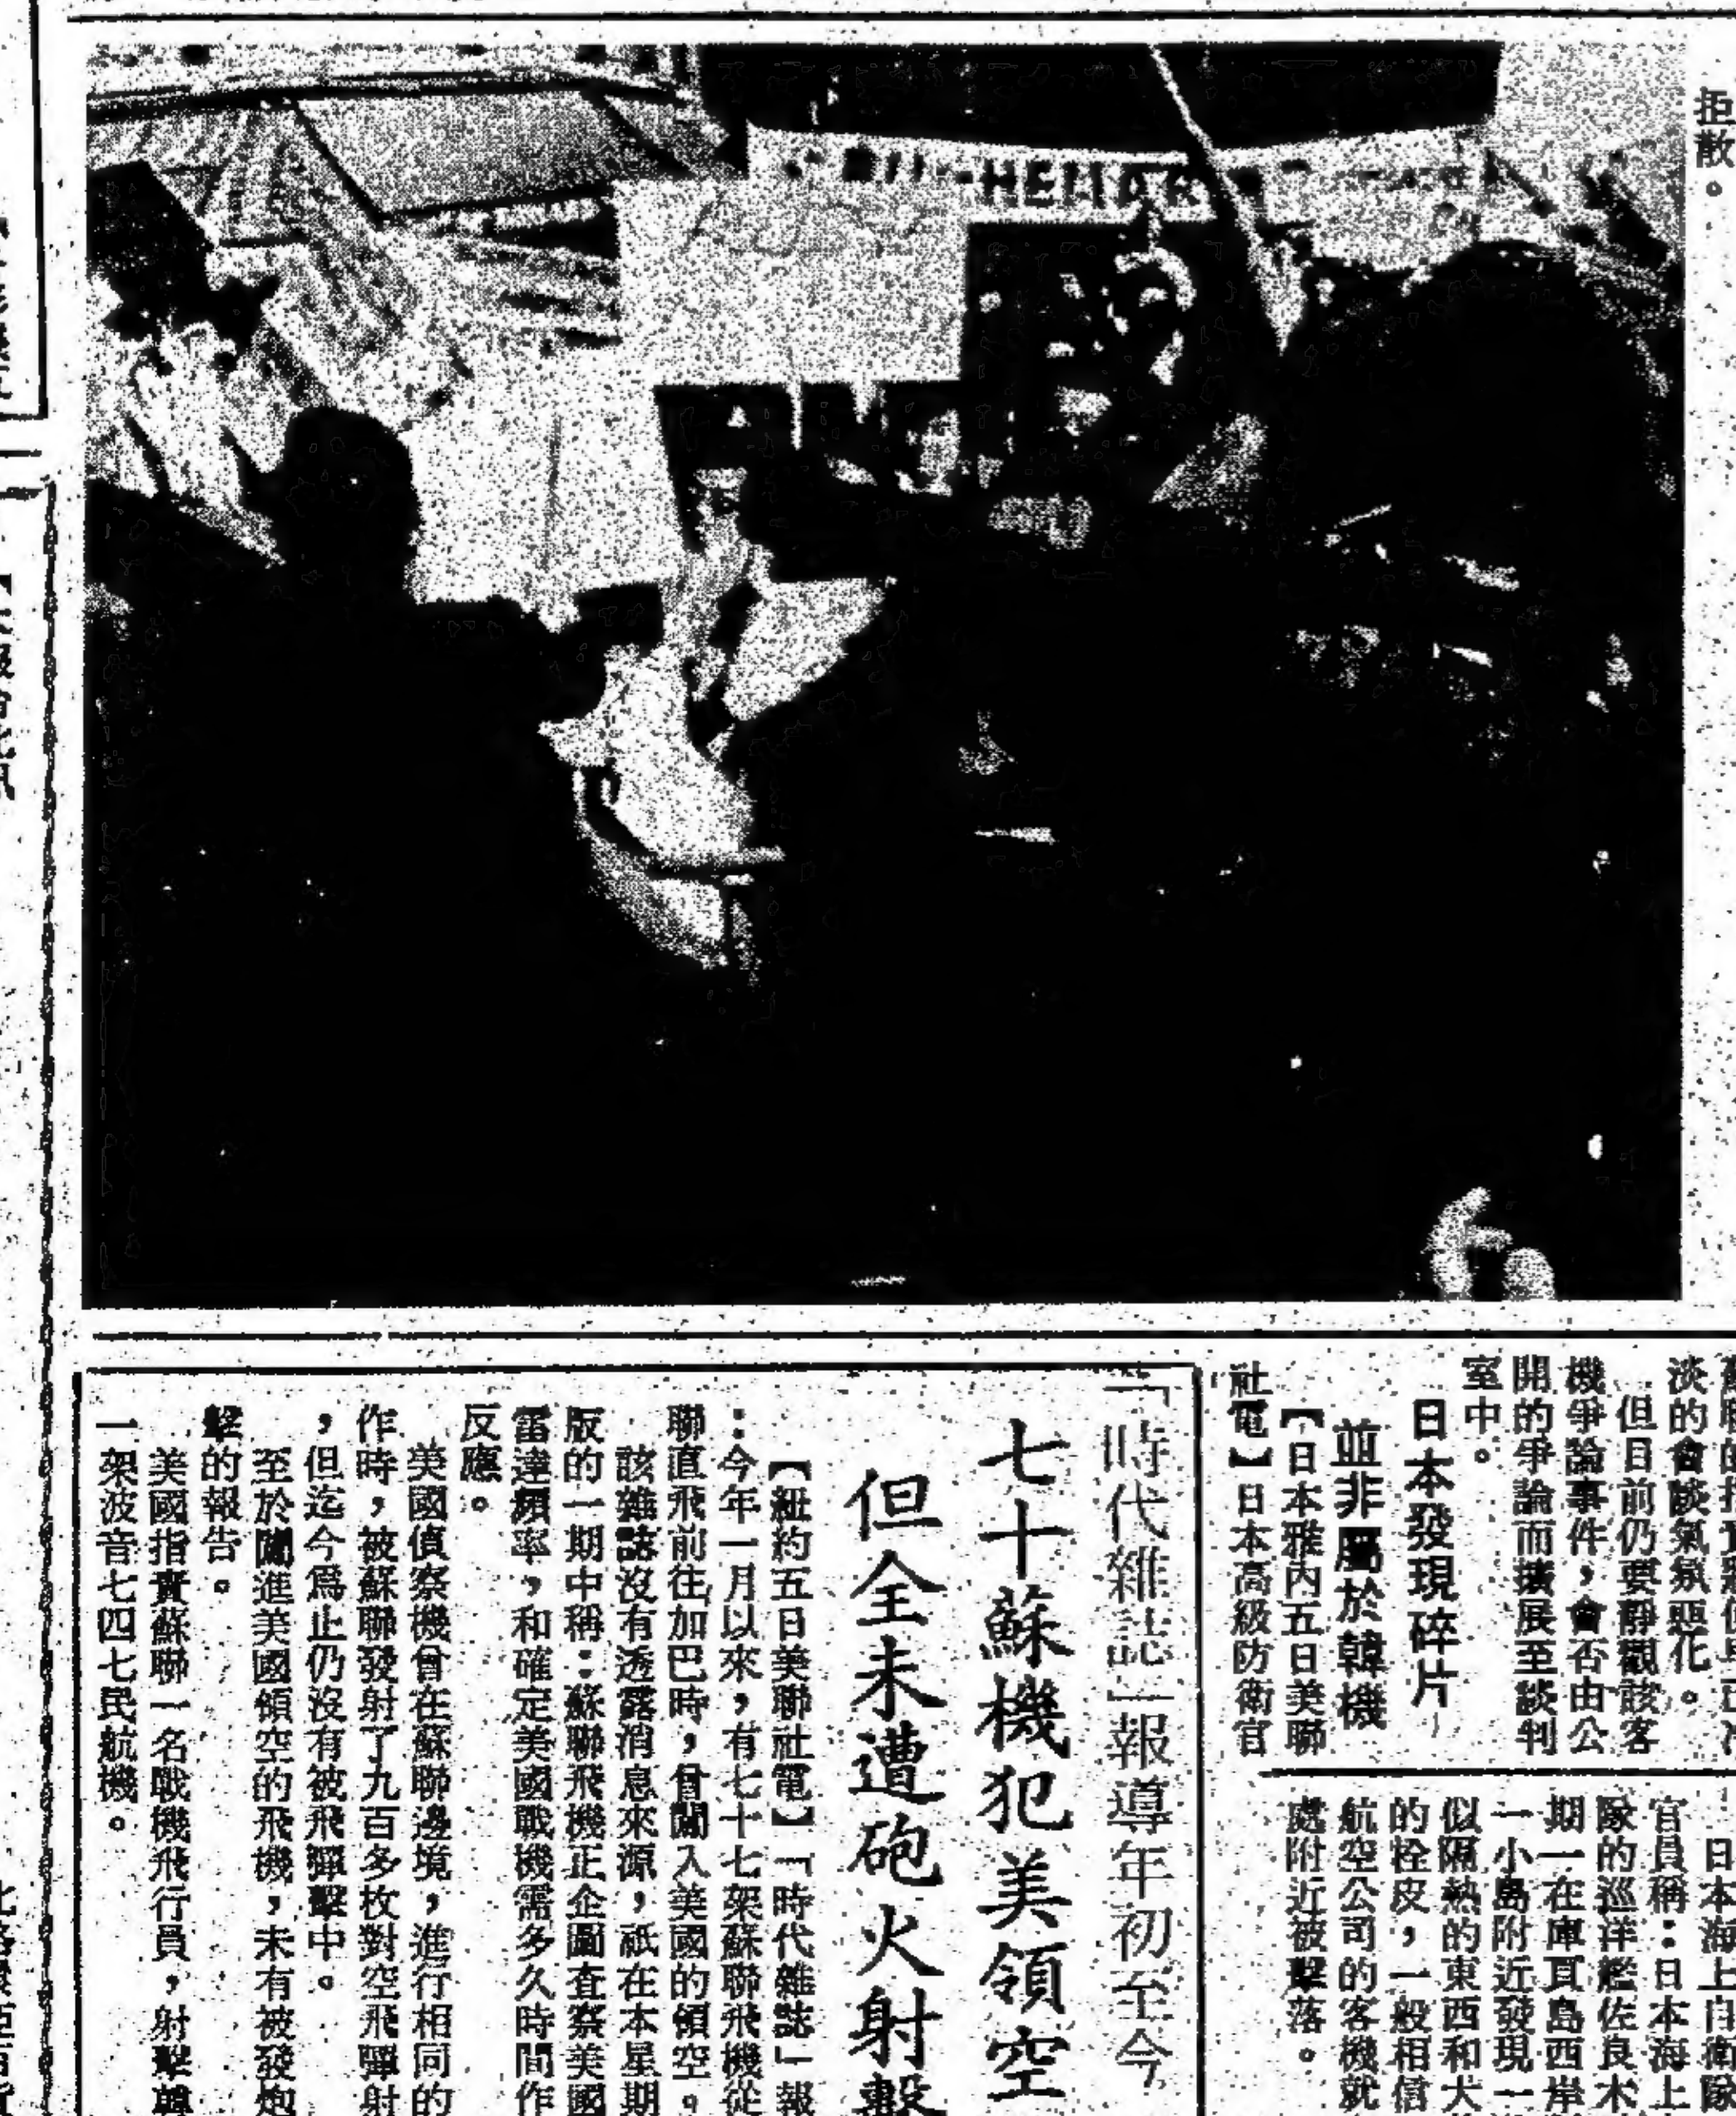 拒散。
淡的會談氣氛惡化。
但目前仍要靜觀該客
機爭論事件，會否由公
開的爭論而擴展至談判
室中。
日本發現碎片
並非屬於韓機
【日本雅內五日美聯
社電】日本高級防衛官
日本海上自衛隊
官員稱：日本海上
隊的巡洋艦佐良木
期一在庫頁島西岸
一小島附近發現一
似隔熱的東西和大
的栓皮，一般相信
航空公司的客機就
處附近被擊落。
「時代雜誌」報導年初至今
七十蘇機犯美領空
但全未遭砲火射擊
【紐約五日美聯社電】「時代雜誌」報
：今年一月以來，有七十七架蘇聯飛機從
聯直飛前往加巴時，曾闖入美國的領空。
該雜誌沒有透露消息來源，祇在本星期
版的一期中稱：蘇聯飛機正企圖查察美國
雷達頻率，和確定美國戰機需多久時間作
反應。
美國偵察機曾在蘇聯邊境，進行相同的
作時，被蘇聯發射了九百多枚對空飛彈射
，但迄今爲止仍沒有被飛彈擊中。
至於闖進美國領空的飛機，未有被發炮
擊的報告。
美國指責蘇聯一名戰機飛行員，射擊韓
一架波音七四七民航機。